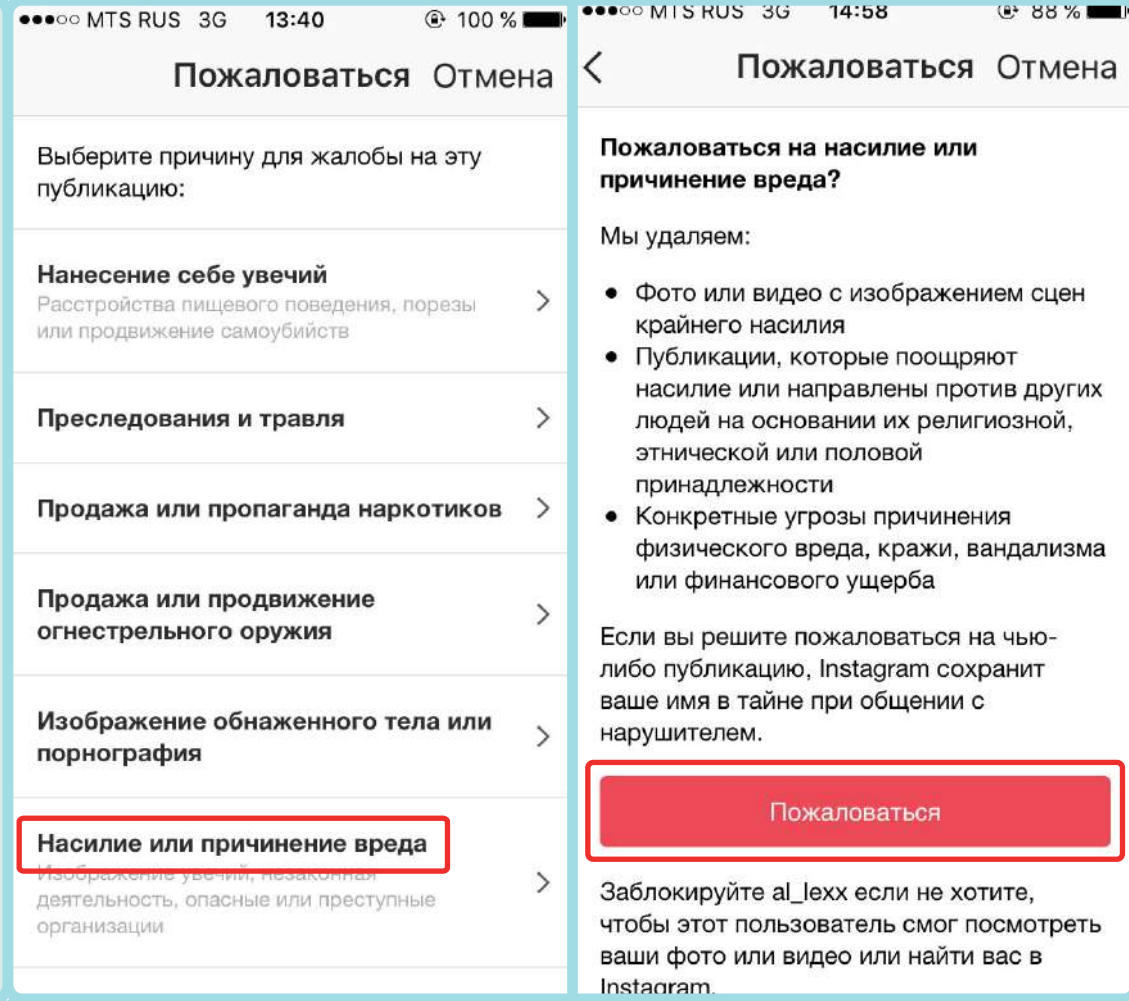 MTS RUS 3G 13:40 100 %
Пожаловаться Отмена
Выберите причину для жалобы на эту
публикацию:
Нанесение себе увечий
Расстройства пищевого поведения, порезы
или продвижение самоубийств
Преследования и травля
Продажа или пропаганда наркотиков
Продажа или продвижение
огнестрельного оружия
Изображение обнаженного тела или
порнография
Насилие или причинение вреда
Изображение увечий, незаконная
деятельность, опасные или преступные
организации
MTS RUS 3G 14:58 88 %
Пожаловаться Отмена
Пожаловаться на насилие или
причинение вреда?
Мы удаляем:
• Фото или видео с изображением сцен
крайнего насилия
• Публикации, которые поощряют
насилие или направлены против других
людей на основании их религиозной,
этнической или половой
принадлежности
• Конкретные угрозы причинения
физического вреда, кражи, вандализма
или финансового ущерба
Если вы решите пожаловаться на чью-
либо публикацию, Instagram сохранит
ваше имя в тайне при общении с
нарушителем.
Пожаловаться
Заблокируйте al_lexx если не хотите,
чтобы этот пользователь смог посмотреть
ваши фото или видео или найти вас в
Instagram.